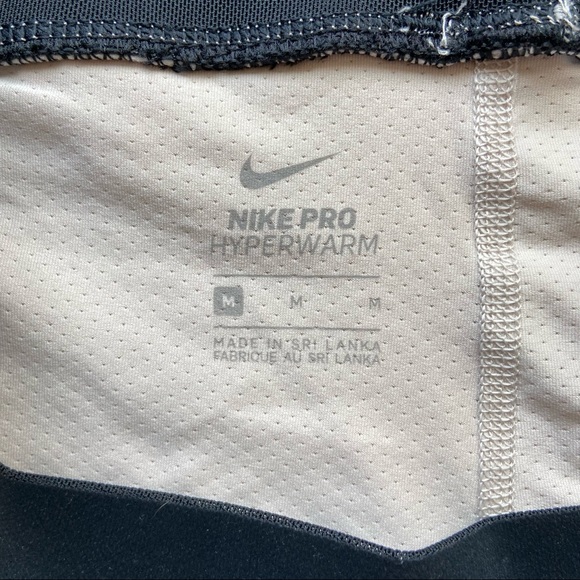 NIKE PRO
HYPERWARM
M M M
MADE IN SRI LANKA
FABRIQUE AU SRI LANKA